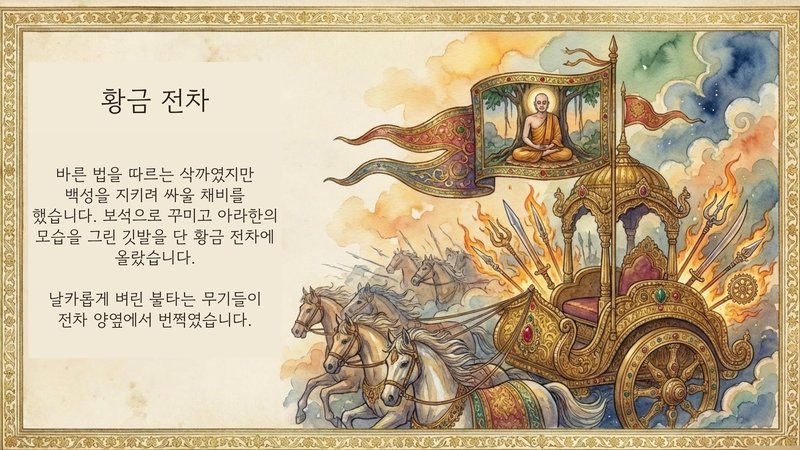 황금 전차
바른 법을 따르는 삭까였지만
백성을 지키려 싸울 채비를
했습니다. 보석으로 꾸미고 아라한의
모습을 그린 깃발을 단 황금 전차에
올랐습니다.
날카롭게 벼린 불타는 무기들이
전차 양옆에서 번쩍였습니다.